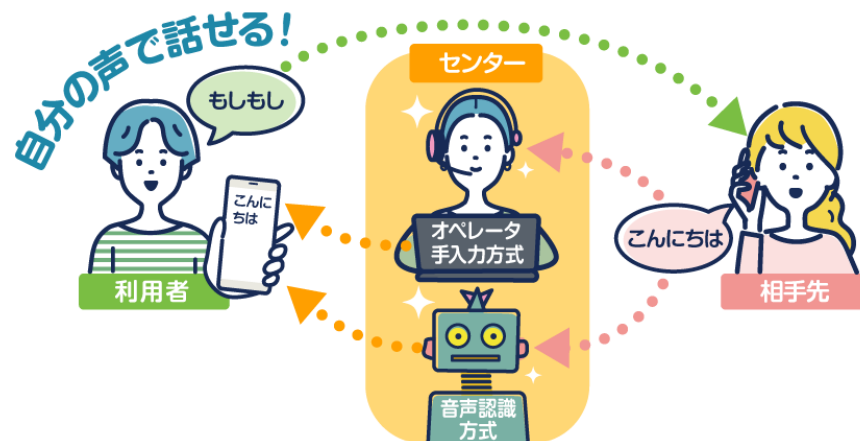 自分の声で話せる!
センター
もしもし
こんに
ちは
オペレータ
手入力方式
こんにちは
利用者
相手先
音声認識
方式